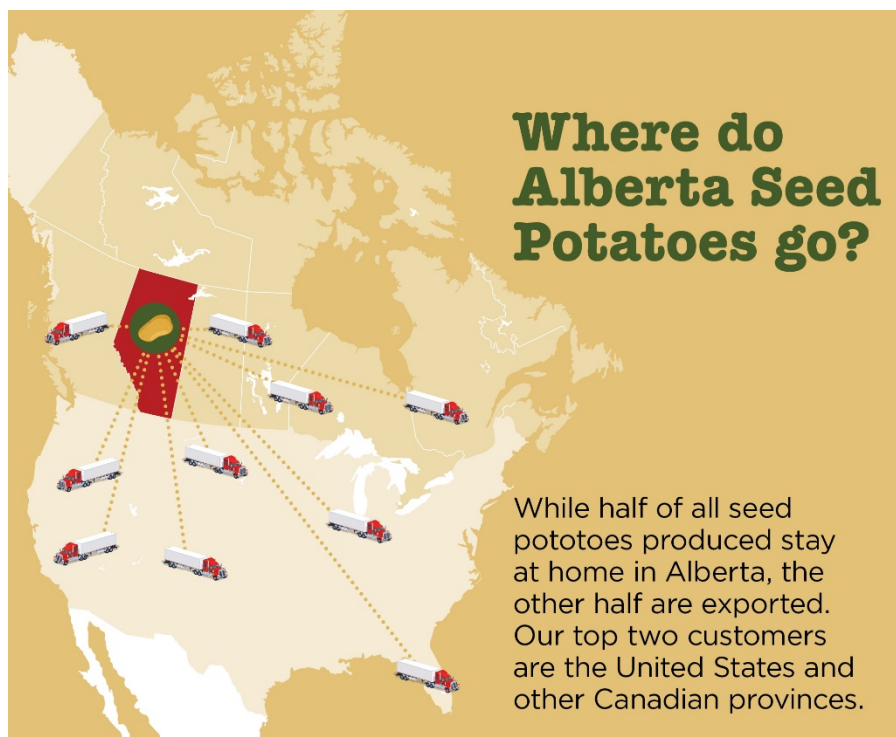 Where do
Alberta Seed
Potatoes go?
While half of all seed
pototoes produced stay
at home in Alberta, the
other half are exported.
Our top two customers
are the United States and
other Canadian provinces.